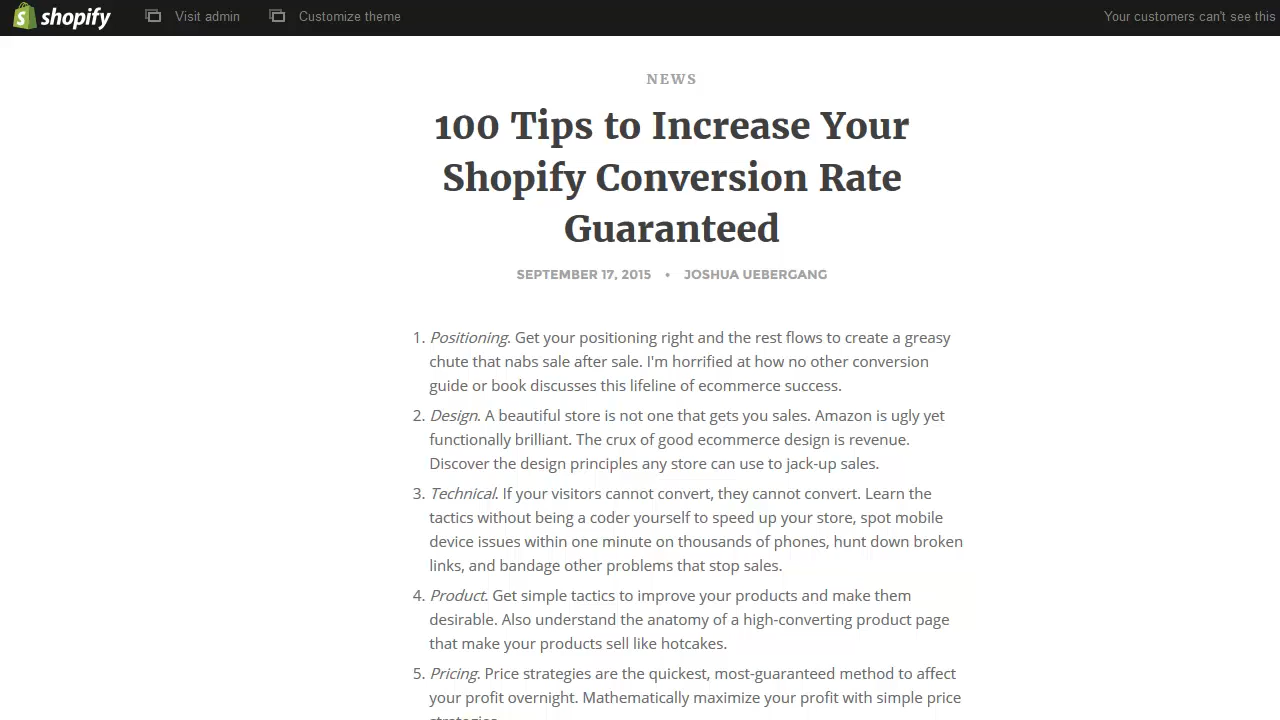 shopify Visit admin Customize theme Your customers can't see this
NEWS
100 Tips to Increase Your
Shopify Conversion Rate
Guaranteed
SEPTEMBER 17, 2015 • JOSHUA UEBERGANG
1. Positioning. Get your positioning right and the rest flows to create a greasy
chute that nabs sale after sale. I'm horrified at how no other conversion
guide or book discusses this lifeline of ecommerce success.
2. Design. A beautiful store is not one that gets you sales. Amazon is ugly yet
functionally brilliant. The crux of good ecommerce design is revenue.
Discover the design principles any store can use to jack-up sales.
3. Technical. If your visitors cannot convert, they cannot convert. Learn the
tactics without being a coder yourself to speed up your store, spot mobile
device issues within one minute on thousands of phones, hunt down broken
links, and bandage other problems that stop sales.
4. Product. Get simple tactics to improve your products and make them
desirable. Also understand the anatomy of a high-converting product page
that make your products sell like hotcakes.
5. Pricing. Price strategies are the quickest, most-guaranteed method to affect
your profit overnight. Mathematically maximize your profit with simple price
strategies.